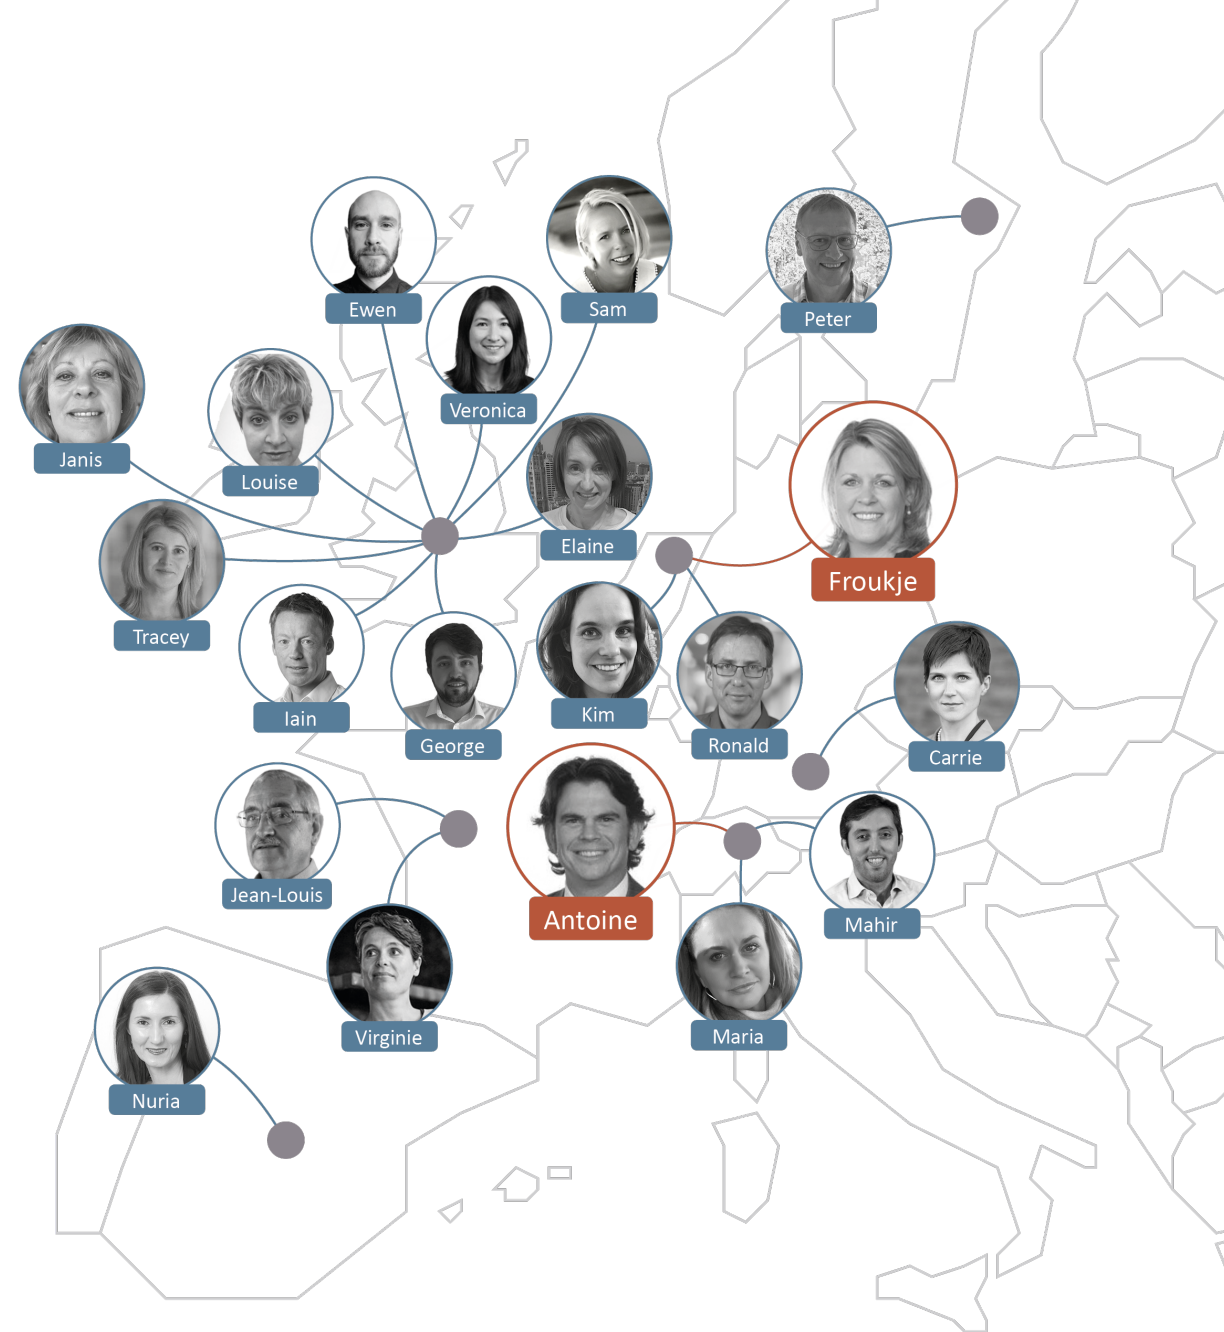 Ewen
Sam
Peter
Veronica
Janis
Louise
Elaine
Froukje
Tracey
Iain
George
Kim
Ronald
Carrie
Jean-Louis
Antoine
Mahir
Virginie
Maria
Nuria